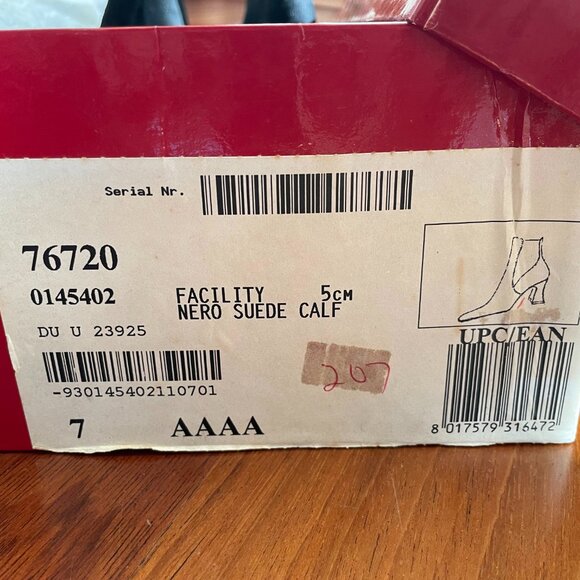 Serial Nr.
76720
0145402 FACILITY 5CM
NERO SUEDE CALF
DU U 23925
UPC/EAN
-930145402110701
207
7 AAAA
8 017579 316472